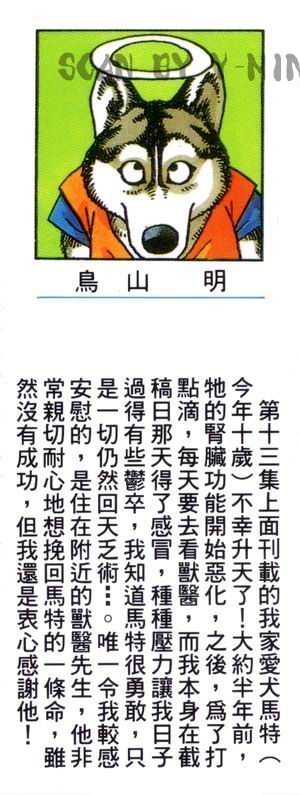 SCAN BY Y-MIN
鳥山 明
第十三集上面刊載的我家愛犬馬特（
今年十歲）不幸升天了！大約半年前，
牠的腎臟功能開始惡化，之後，為了打
點滴，每天要去看獸醫，而我本身在截
稿日那天得了感冒，種種壓力讓我日子
過得有些鬱卒，我知道馬特很勇敢，只
是一切仍然回天乏術…。唯一令我較感
安慰的，是住在附近的獸醫先生，他非
常親切耐心地想挽回馬特的一條命，雖
然沒有成功，但我還是衷心感謝他！